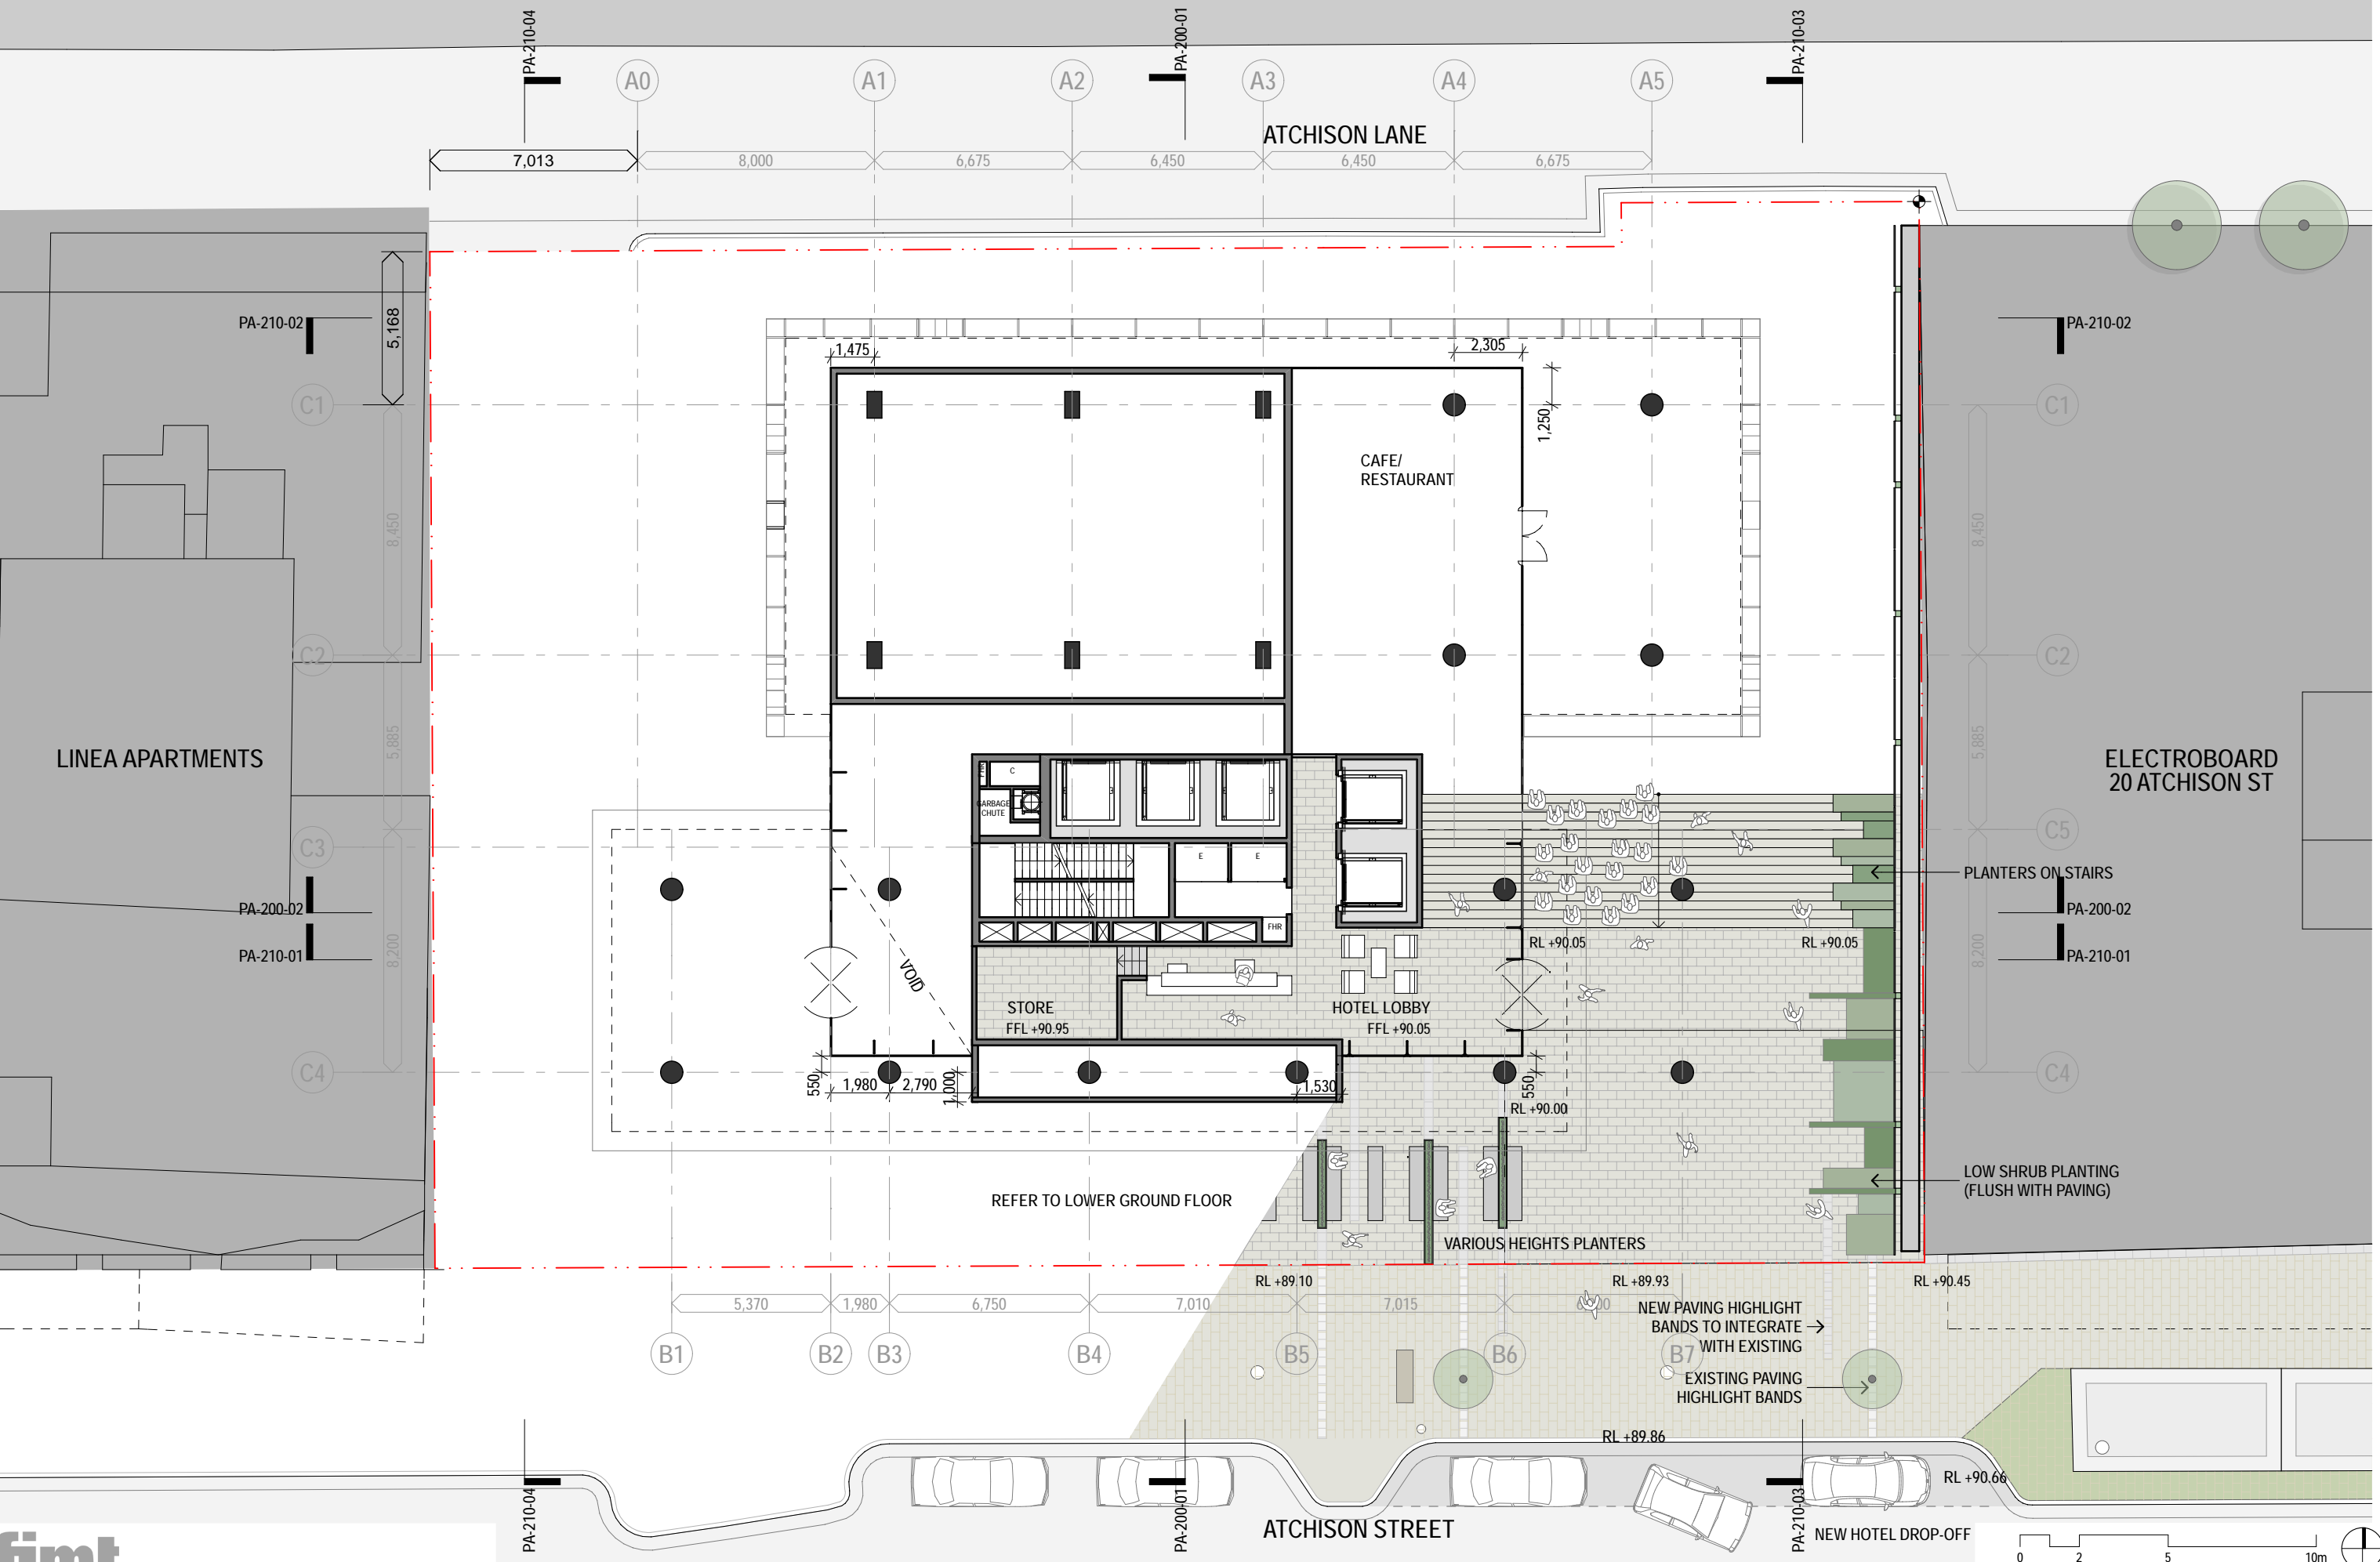 PA-210-04
PA-200-01
PA-210-03
A0
A1
A2
A3
A4
A5
ATCHISON LANE
7,013
8,000
6,675
6,450
6,450
6,675
5,168
PA-210-02
PA-210-02
1,475
2,305
C1
1,250
C1
CAFE/
RESTAURANT
8,450
8,450
C2
C2
5,885
5,885
LINEA APARTMENTS
ELECTROBOARD
20 ATCHISON ST
FHR
C
GARBAGE
CHUTE
3
3
C3
C5
E
E
PLANTERS ON STAIRS
PA-200-02
PA-200-02
FHR
8,200
8,200
PA-210-01
PA-210-01
RL +90.05
RL +90.05
VOID
STORE
FFL +90.95
HOTEL LOBBY
FFL +90.05
C4
C4
550
1,980
2,790
1,000
1,530
550
RL +90.00
LOW SHRUB PLANTING
(FLUSH WITH PAVING)
REFER TO LOWER GROUND FLOOR
VARIOUS HEIGHTS PLANTERS
RL +89.10
RL +89.93
RL +90.45
5,370
1,980
6,750
7,010
7,015
NEW PAVING HIGHLIGHT
BANDS TO INTEGRATE
WITH EXISTING
B1
B2
B3
B4
B5
B6
B7
EXISTING PAVING
HIGHLIGHT BANDS
RL +89.86
RL +90.66
PA-210-04
PA-200-01
PA-210-03
ATCHISON STREET
NEW HOTEL DROP-OFF
fjmt
0
2
5
10m